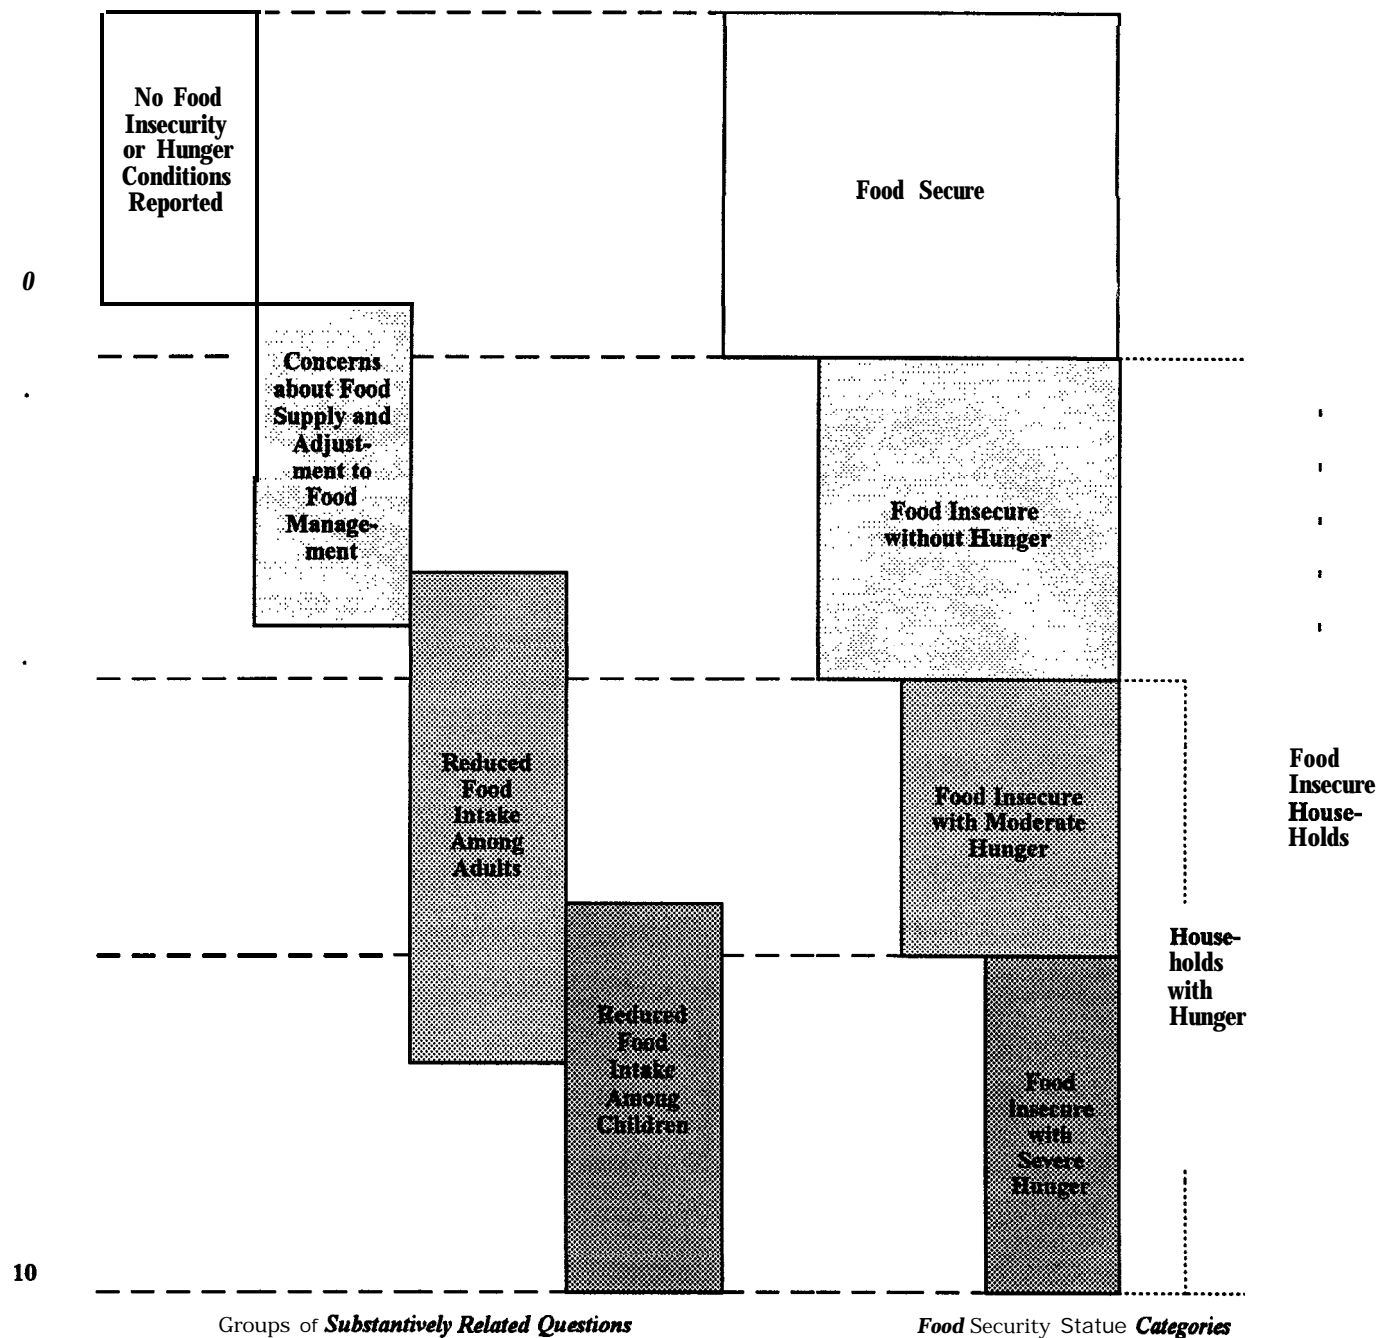 No Food
Insecurity
or Hunger
Conditions
Reported
Food Secure
0
Concerns
about Food
Supply and
Adjust-
ment to
Food
Manage-
ment
Food Insecure
without Hunger
Reduced
Food
Intake
Among
Adults
Food Insecure
with Moderate
Hunger
Food
Insecure
House-
Holds
House-
holds
with
Hunger
Reduced
Food
Intake
Among
Children
Food
Insecure
with
Severe
Hunger
10
Groups of Substantively Related Questions
Food Security Statue Categories